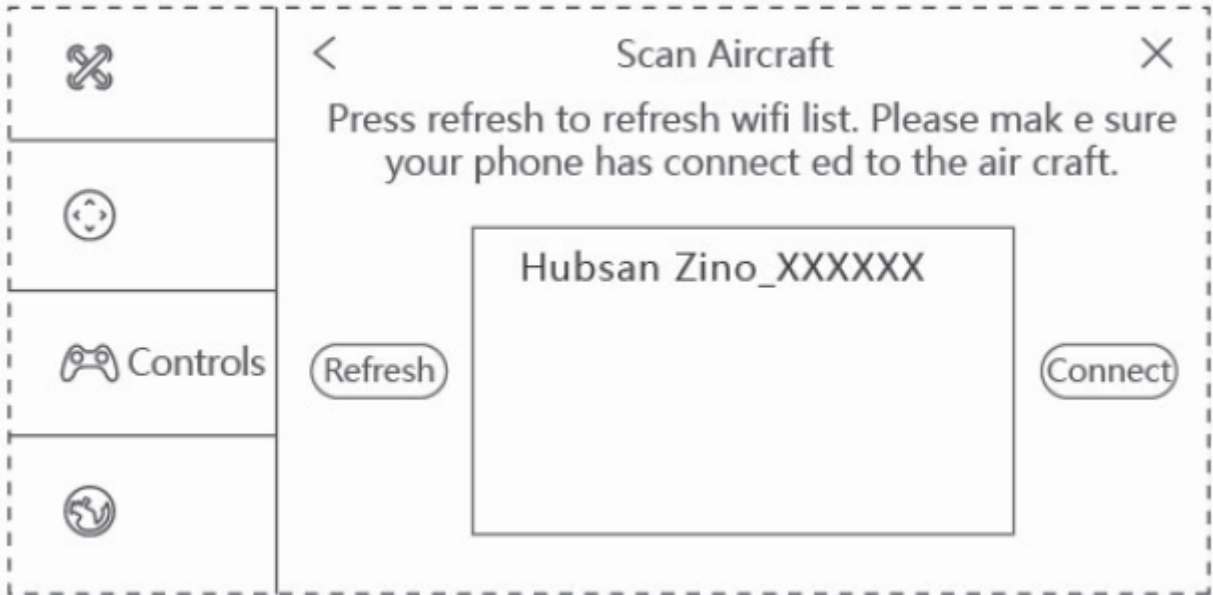 Scan Aircraft
Press refresh to refresh wifi list. Please mak e sure
your phone has connect ed to the air craft.
Hubsan Zino_XXXXXX
Controls
Refresh
Connect